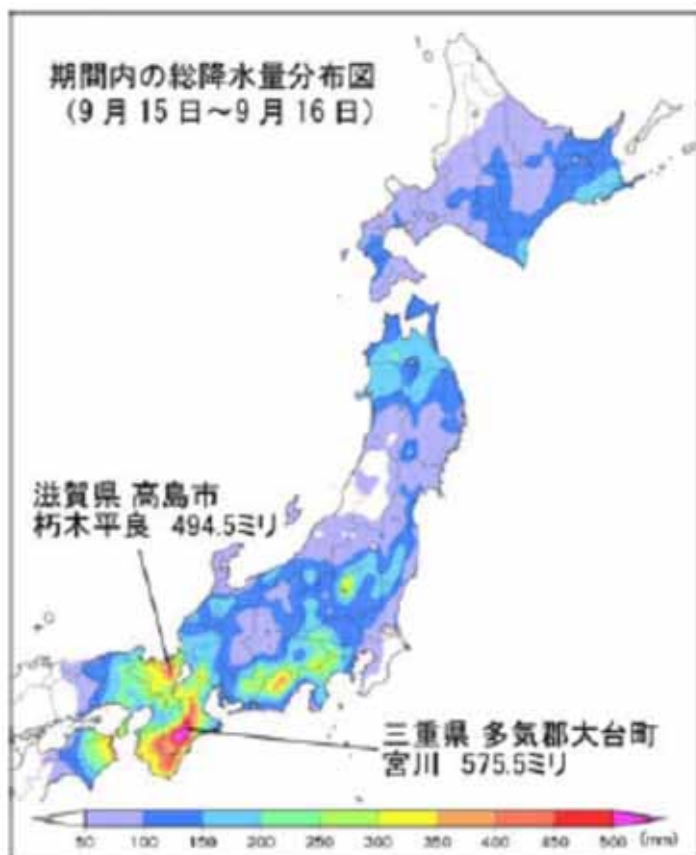 期間内の総降水量分布図
(9月15日～9月16日)
滋賀県 高島市
朽木平良 494.5ミリ
三重県 多気郡大台町
宮川 575.5ミリ
50 100 150 200 250 300 350 400 450 500 (mm)